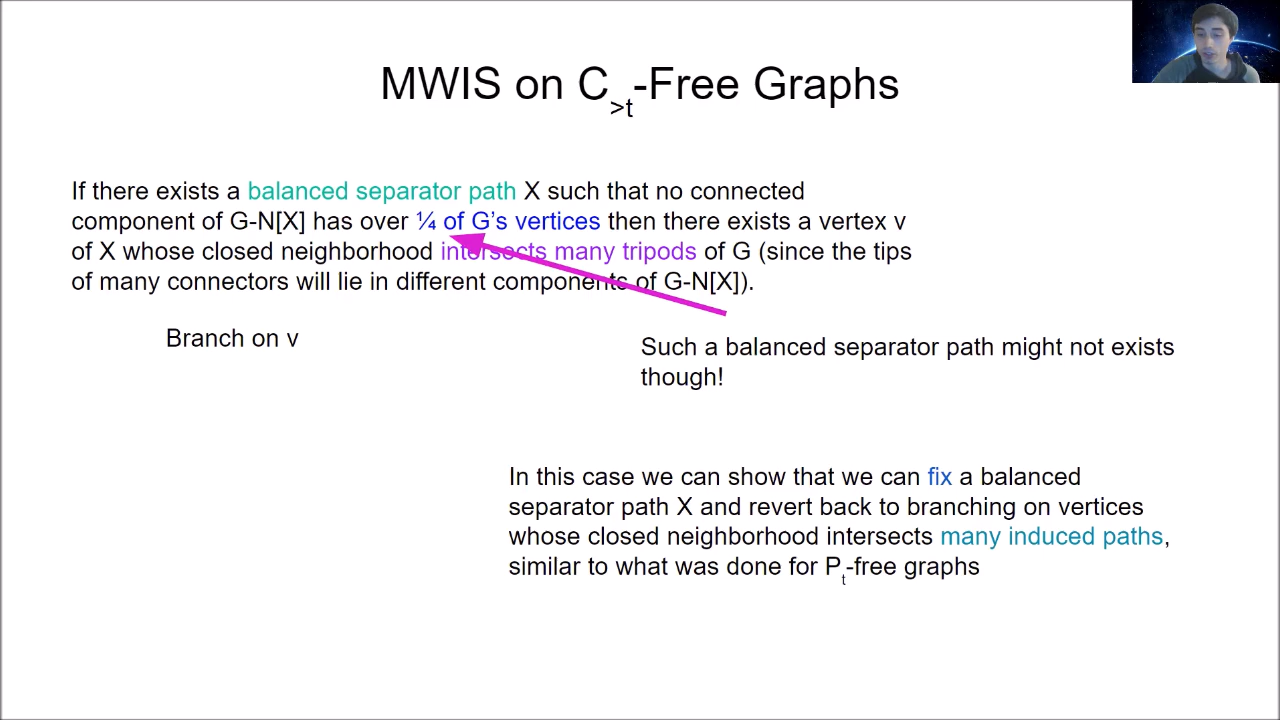 MWIS on C>t-Free Graphs
If there exists a balanced separator path X such that no connected
component of G-N[X] has over ¼ of G's vertices then there exists a vertex v
of X whose closed neighborhood intersects many tripods of G (since the tips
of many connectors will lie in different components of G-N[X]).
Branch on v
Such a balanced separator path might not exists
though!
In this case we can show that we can fix a balanced
separator path X and revert back to branching on vertices
whose closed neighborhood intersects many induced paths,
similar to what was done for Pt-free graphs